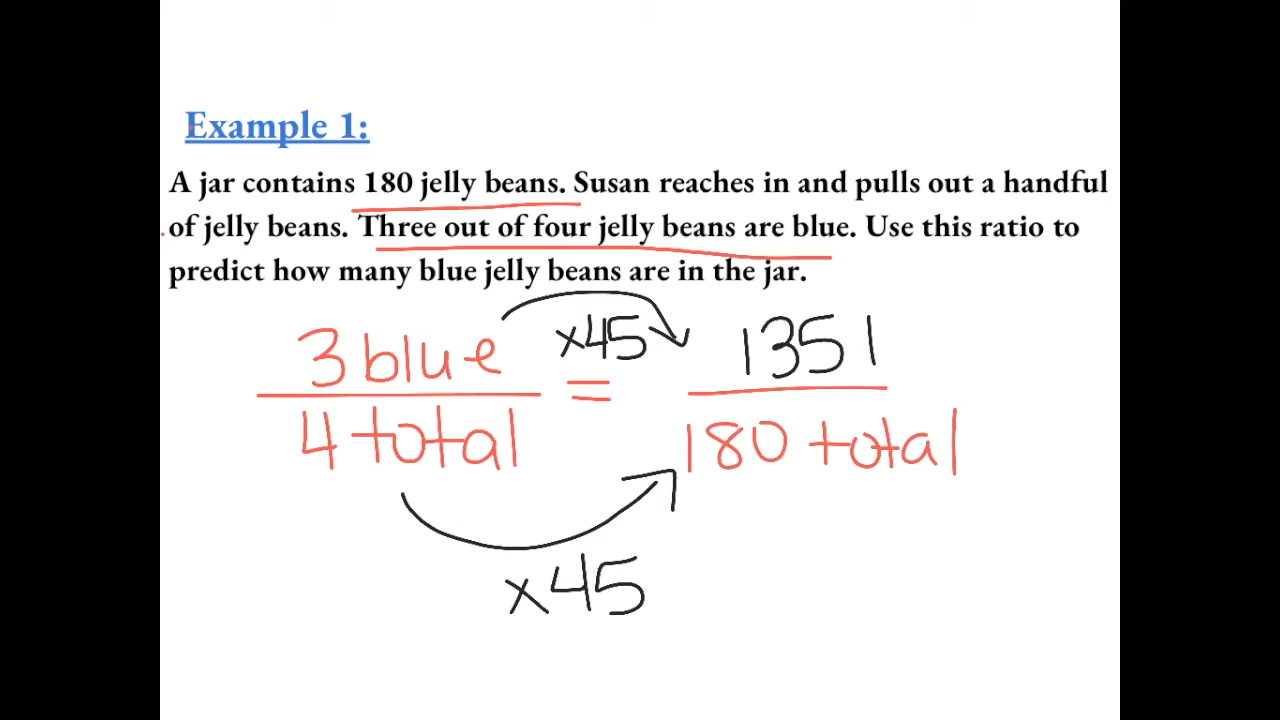 Example 1:
A jar contains 180 jelly beans. Susan reaches in and pulls out a handful
of jelly beans. Three out of four jelly beans are blue. Use this ratio to
predict how many blue jelly beans are in the jar.
3 blue ×45 135 l
=
4 total 180 total
×45